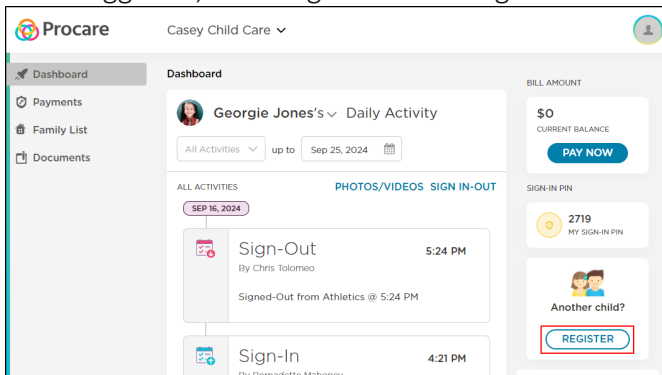 Procare
Casey Child Care
Dashboard
Payments
Family List
Documents
Dashboard
Georgie Jones's Daily Activity
All Activities
up to
Sep 25, 2024
ALL ACTIVITIES
PHOTOS/VIDEOS SIGN IN-OUT
SEP 16, 2024
Sign-Out
5:24 PM
By Chris Tolomeo
Signed-Out from Athletics @ 5:24 PM
Sign-In
4:21 PM
BILL AMOUNT
$0
CURRENT BALANCE
PAY NOW
SIGN-IN PIN
2719
MY SIGN-IN PIN
Another child?
REGISTER